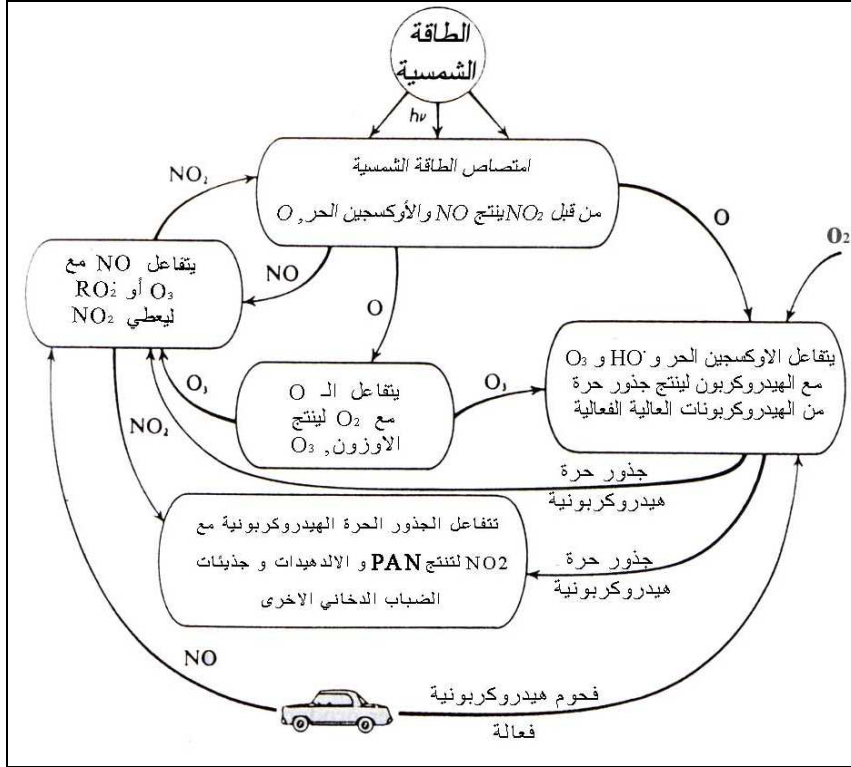 الطاقة
الشمسية
hν
امتصاص الطاقة الشمسية
من قبل NO₂ ينتج NO والأوكسجين الحر, O
NO₂
O
O₂
NO
O
يتفاعل NO مع
O₃ أو RO₂˙
ليعطي NO₂
يتفاعل الاوكسجين الحر و HO˙ و O₃
مع الهيدروكربون لينتج جذور حرة
من الهيدروكربونات العالية الفعالية
يتفاعل الـ O
مع O₂ لينتج
الاوزون, O₃
O₃
O₃
NO₂
جذور حرة
هيدروكربونية
تتفاعل الجذور الحرة الهيدروكربونية مع
NO2 لتنتج PAN و الالدهيدات و جذيئات
الضباب الدخاني الاخرى
جذور حرة
هيدروكربونية
NO
فحوم هيدروكربونية
فعالة